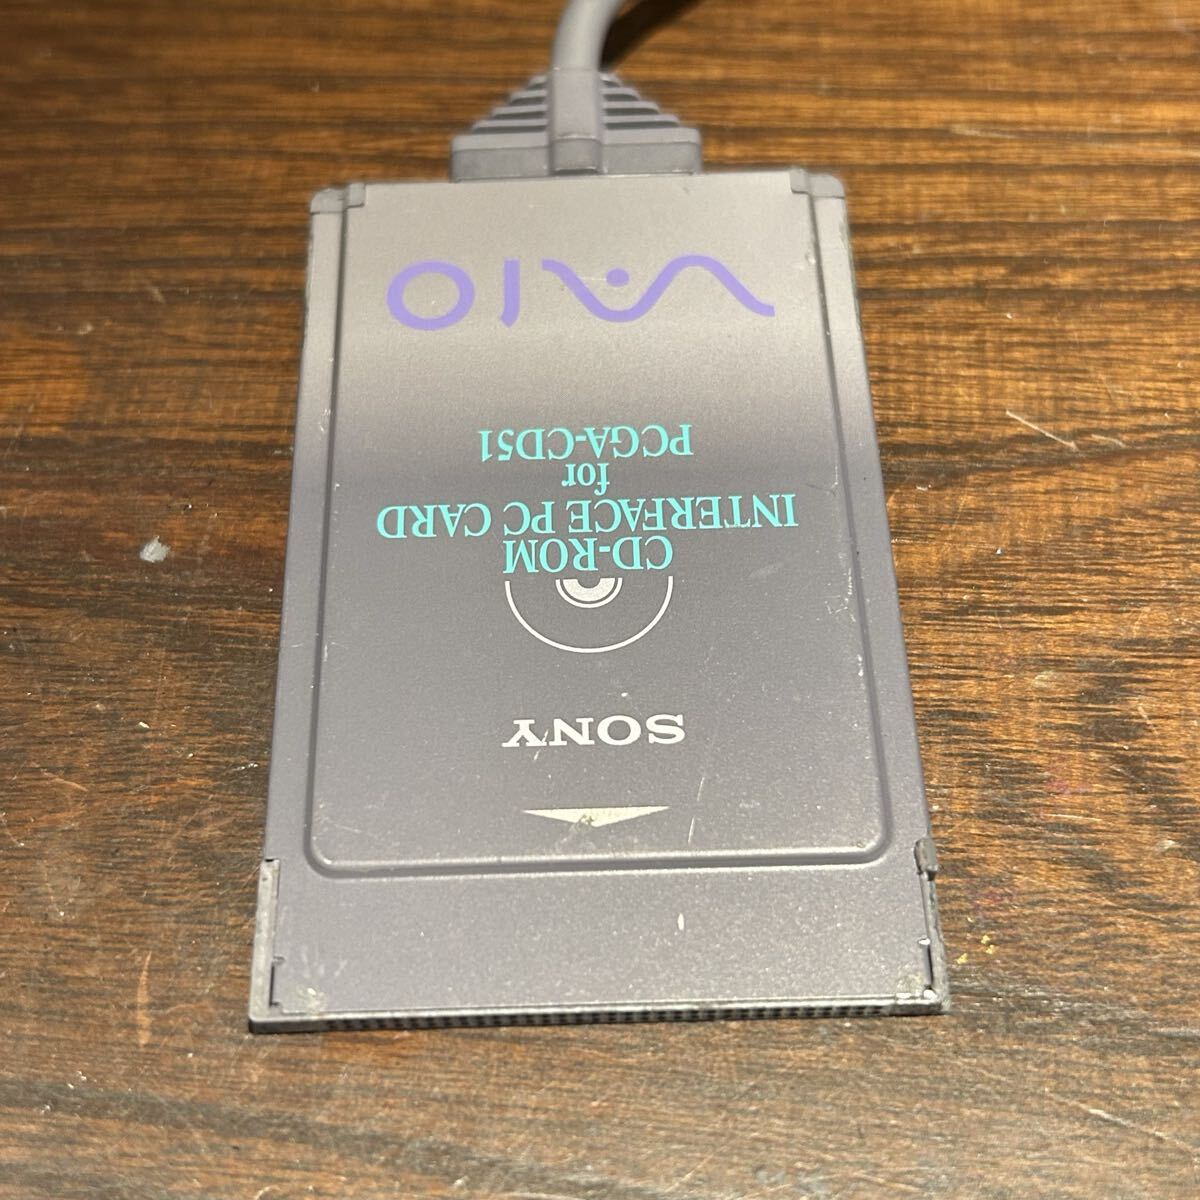 SONY
CD-ROM
INTERFACE PC CARD
for
PCGA-CD51
VAIO